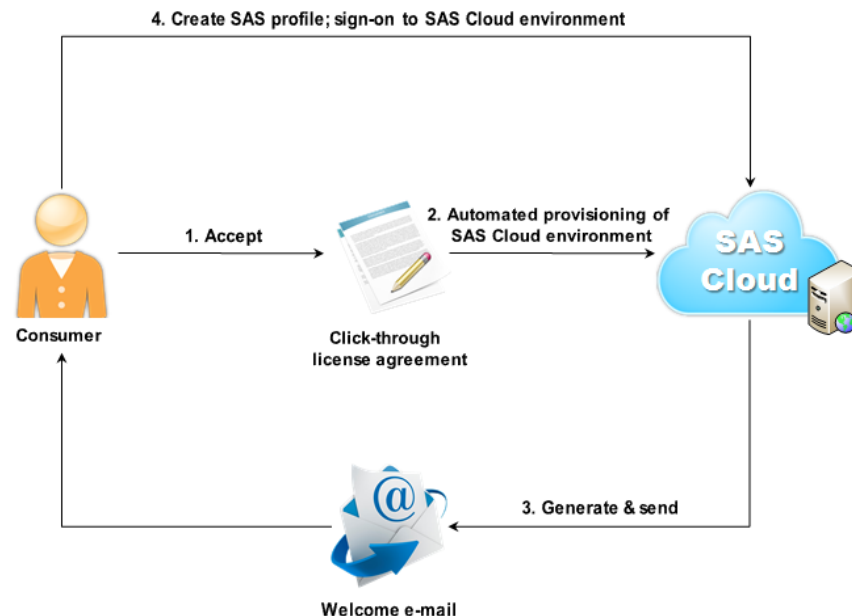 4. Create SAS profile; sign-on to SAS Cloud environment
1. Accept
2. Automated provisioning of
SAS Cloud environment
SAS
Cloud
Consumer
Click-through
license agreement
@
3. Generate & send
Welcome e-mail